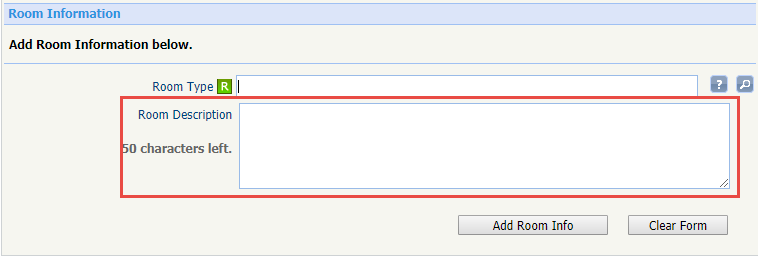 Room Information
Add Room Information below.
Room Type R ?
Room Description
50 characters left.
Add Room Info Clear Form